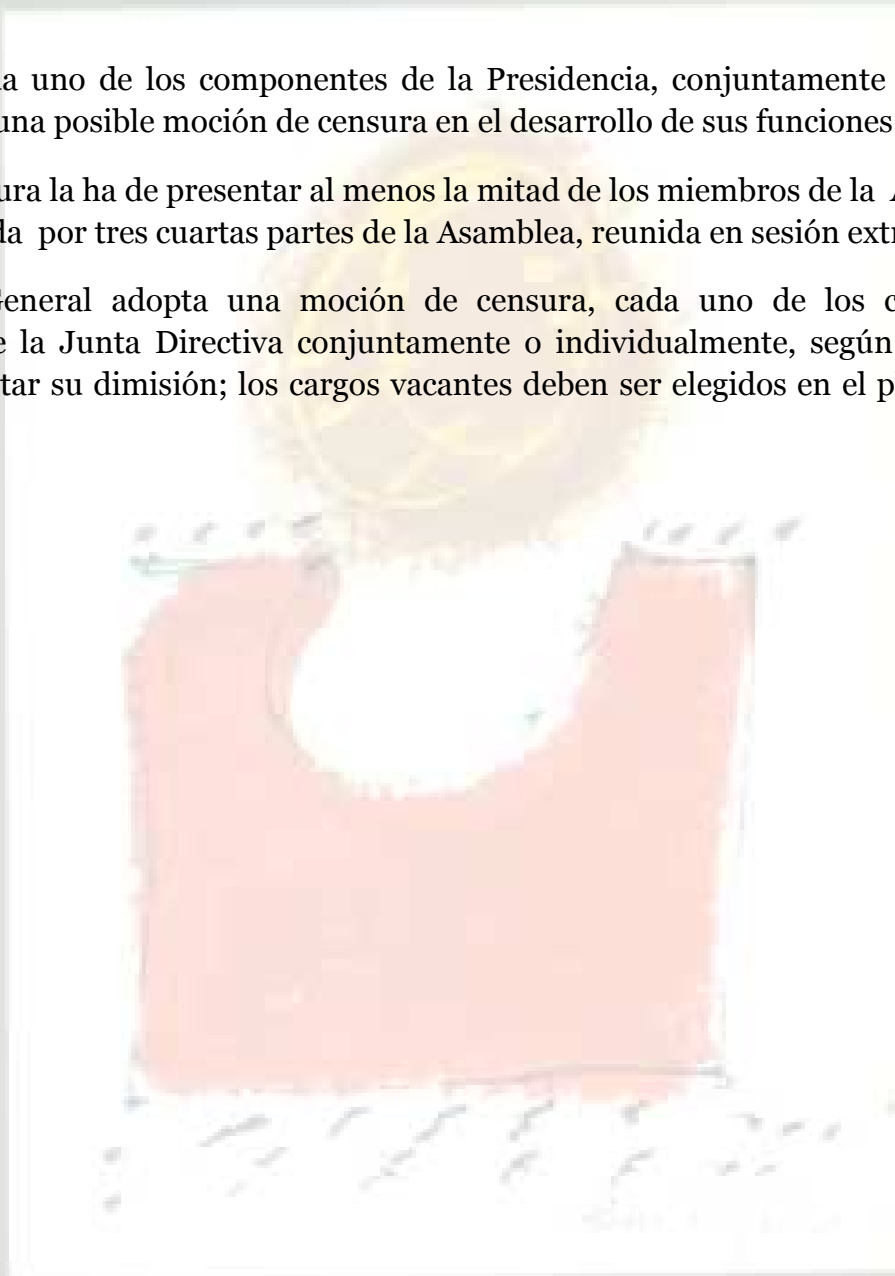 a uno de los componentes de la Presidencia, conjuntamente
una posible moción de censura en el desarrollo de sus funciones
ura la ha de presentar al menos la mitad de los miembros de la A
da por tres cuartas partes de la Asamblea, reunida en sesión extr
General adopta una moción de censura, cada uno de los c
e la Junta Directiva conjuntamente o individualmente, según
tar su dimisión; los cargos vacantes deben ser elegidos en el p